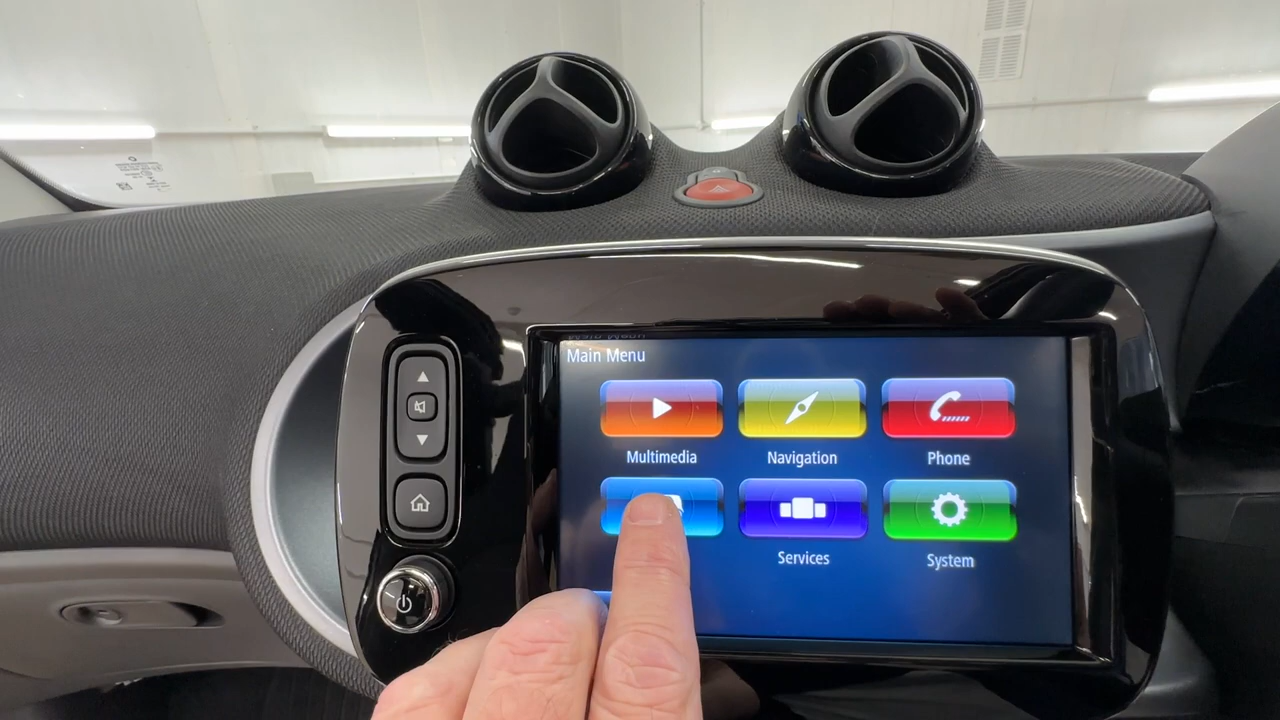 Main Menu
Multimedia
Navigation
Phone
Services
System